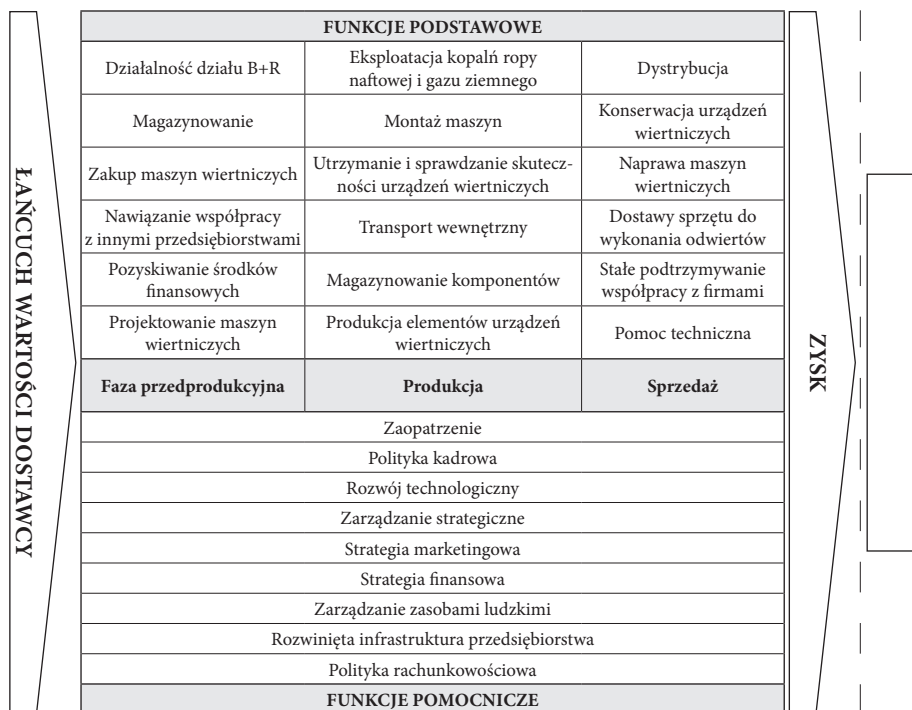 ŁAŃCUCH WARTOŚCI DOSTAWCY
FUNKCJE PODSTAWOWE
Działalność działu B+R
Eksploatacja kopalń ropy
naftowej i gazu ziemnego
Dystrybucja
Magazynowanie
Montaż maszyn
Konserwacja urządzeń
wiertniczych
Zakup maszyn wiertniczych
Utrzymanie i sprawdzanie skutecz-
ności urządzeń wiertniczych
Naprawa maszyn
wiertniczych
Nawiązanie współpracy
z innymi przedsiębiorstwami
Transport wewnętrzny
Dostawy sprzętu do
wykonania odwiertów
Pozyskiwanie środków
finansowych
Magazynowanie komponentów
Stałe podtrzymywanie
współpracy z firmami
Projektowanie maszyn
wiertniczych
Produkcja elementów urządzeń
wiertniczych
Pomoc techniczna
Faza przedprodukcyjna
Produkcja
Sprzedaż
Zaopatrzenie
Polityka kadrowa
Rozwój technologiczny
Zarządzanie strategiczne
Strategia marketingowa
Strategia finansowa
Zarządzanie zasobami ludzkimi
Rozwinięta infrastruktura przedsiębiorstwa
Polityka rachunkowościowa
FUNKCJE POMOCNICZE
ZYSK